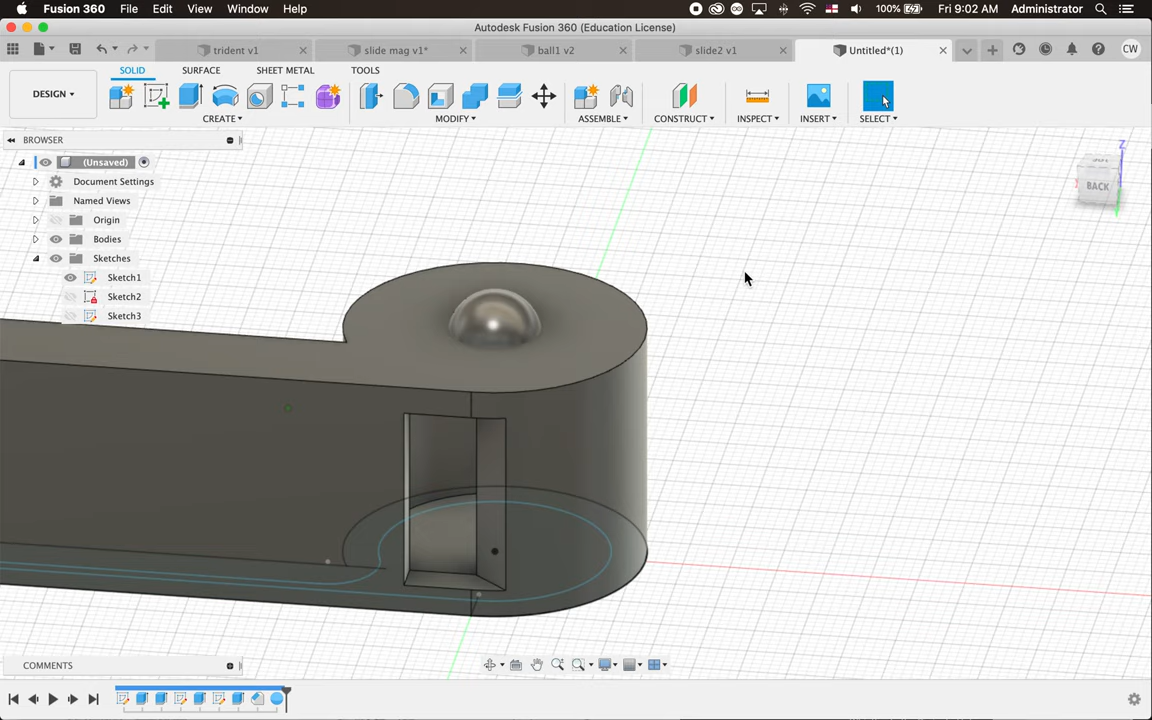 Fusion 360 File Edit View Window Help 100% Fri 9:02 AM Administrator
Autodesk Fusion 360 (Education License)
trident v1 slide mag v1* ball1 v2 slide2 v1 Untitled*(1) CW
SOLID SURFACE SHEET METAL TOOLS
DESIGN
CREATE MODIFY ASSEMBLE CONSTRUCT INSPECT INSERT SELECT
BROWSER
(Unsaved)
Document Settings
Named Views
Origin
Bodies
Sketches
Sketch1
Sketch2
Sketch3
Z
BACK
COMMENTS